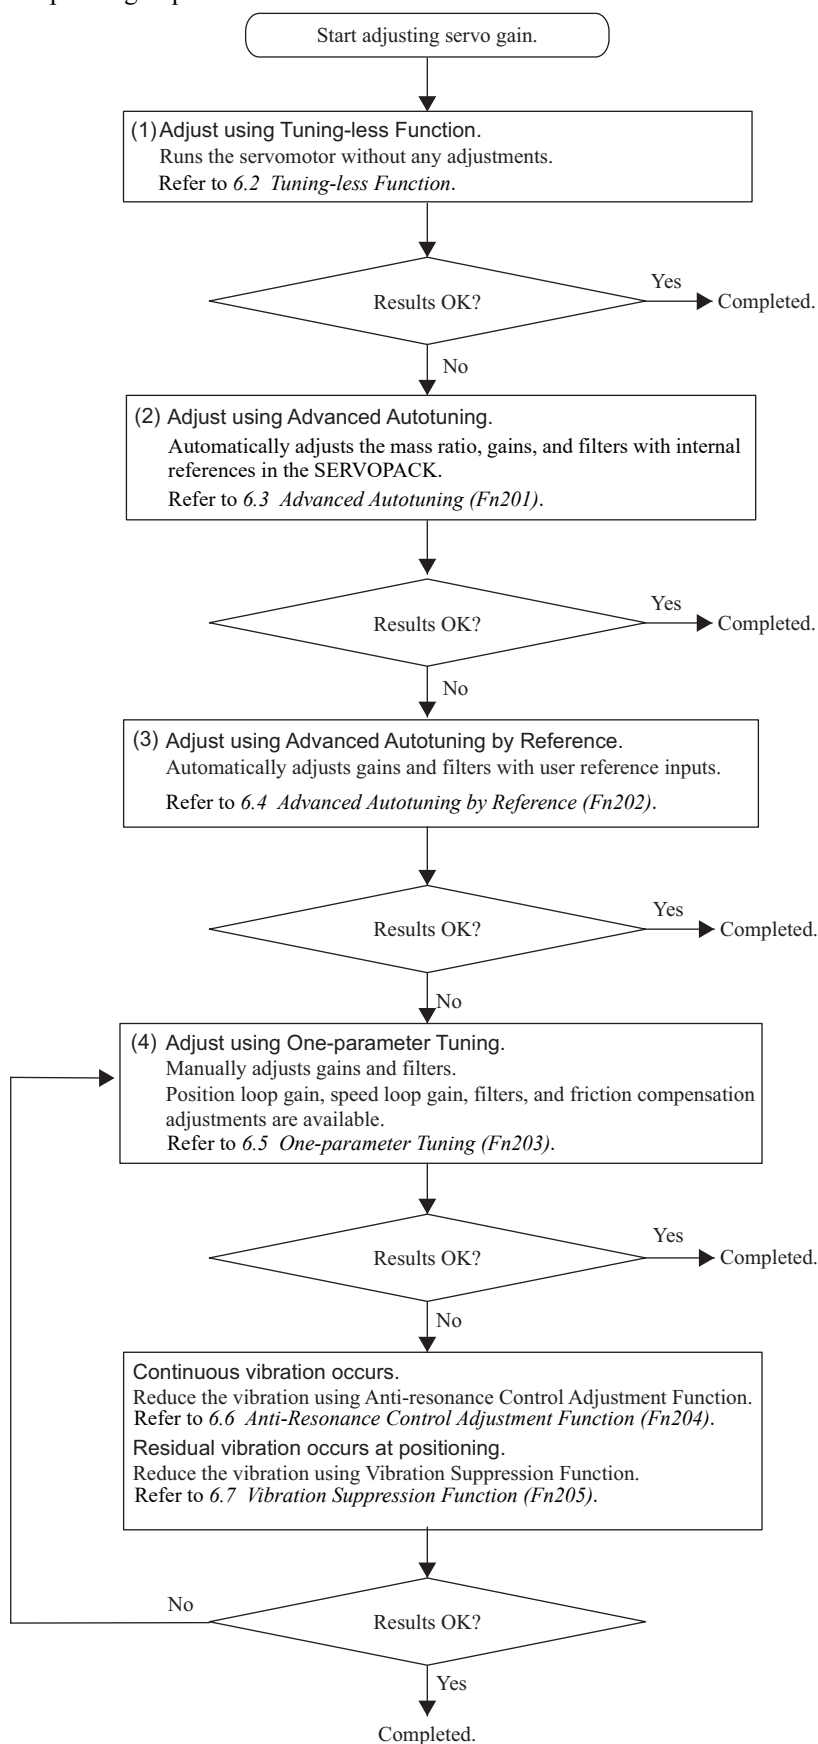 Start adjusting servo gain.
(1) Adjust using Tuning-less Function.
Runs the servomotor without any adjustments.
Refer to 6.2 Tuning-less Function.
Results OK?
Yes
Completed.
No
(2) Adjust using Advanced Autotuning.
Automatically adjusts the mass ratio, gains, and filters with internal
references in the SERVOPACK.
Refer to 6.3 Advanced Autotuning (Fn201).
Results OK?
Yes
Completed.
No
(3) Adjust using Advanced Autotuning by Reference.
Automatically adjusts gains and filters with user reference inputs.
Refer to 6.4 Advanced Autotuning by Reference (Fn202).
Results OK?
Yes
Completed.
No
(4) Adjust using One-parameter Tuning.
Manually adjusts gains and filters.
Position loop gain, speed loop gain, filters, and friction compensation
adjustments are available.
Refer to 6.5 One-parameter Tuning (Fn203).
Results OK?
Yes
Completed.
No
Continuous vibration occurs.
Reduce the vibration using Anti-resonance Control Adjustment Function.
Refer to 6.6 Anti-Resonance Control Adjustment Function (Fn204).
Residual vibration occurs at positioning.
Reduce the vibration using Vibration Suppression Function.
Refer to 6.7 Vibration Suppression Function (Fn205).
No
Results OK?
Yes
Completed.